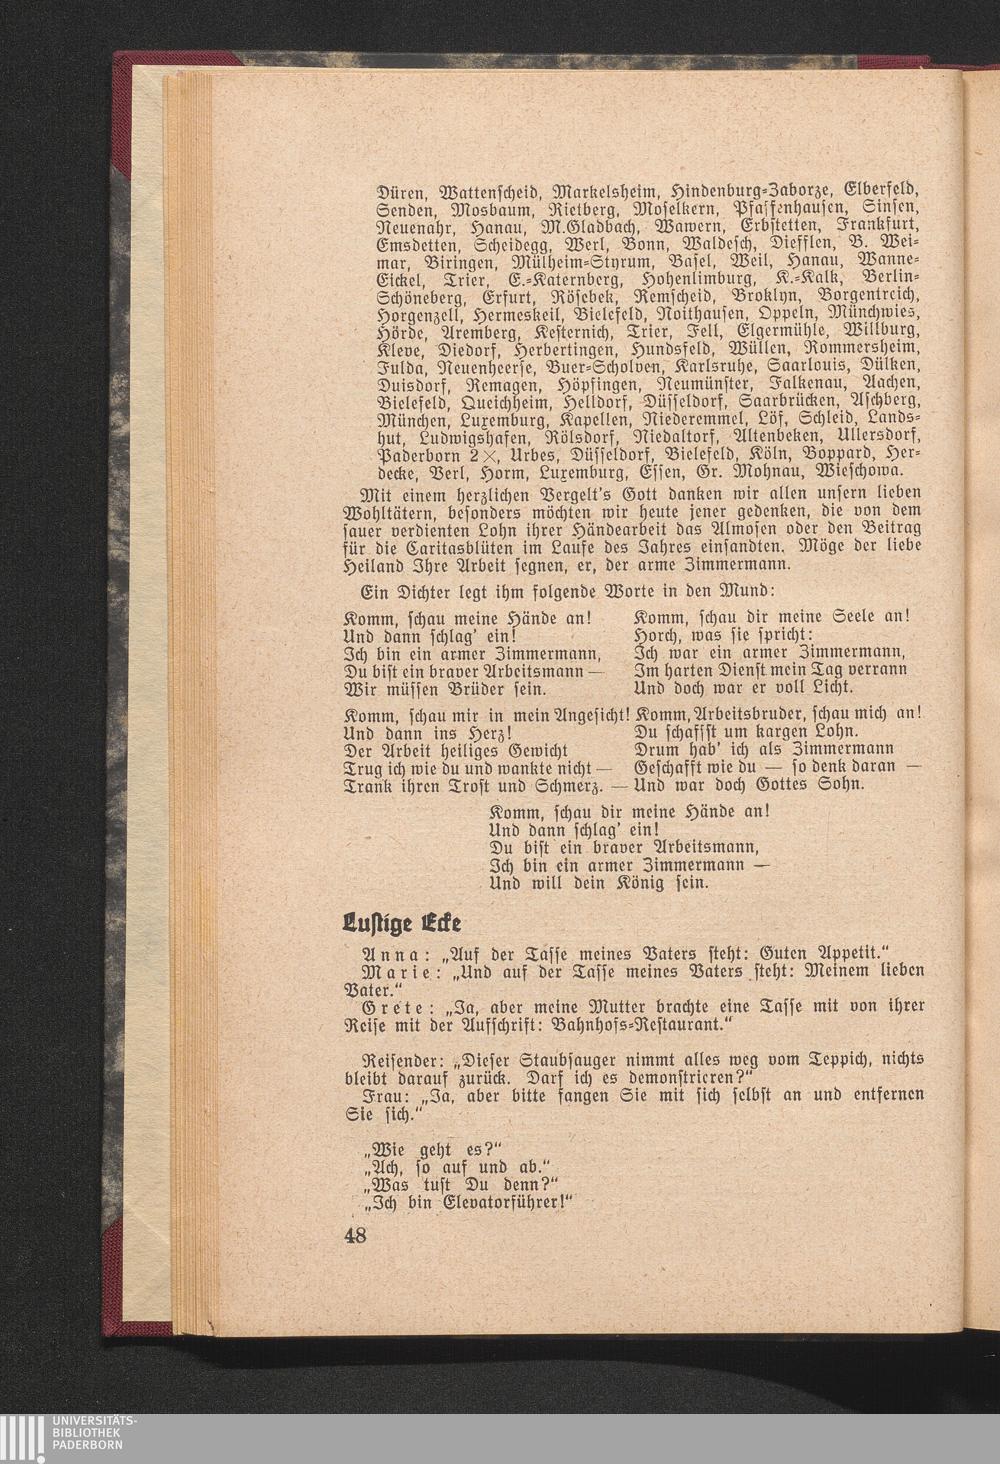 Düren, Wattenscheid, Markelsheim, Hindenburg-Zaborze, Elberfeld,
Senden, Mosbaum, Rietberg, Moselkern, Pfaffenhausen, Sinsen,
Neuenahr, Hanau, M.Gladbach, Wawern, Erbstetten, Frankfurt,
Emsdetten, Scheidegg, Werl, Bonn, Waldesch, Diefflen, B. Wei-
mar, Biringen, Mülheim-Styrum, Basel, Weil, Hanau, Wanne-
Eickel, Trier, E.-Katernberg, Hohenlimburg, K.-Kalk, Berlin-
Schöneberg, Erfurt, Rösebek, Remscheid, Broklyn, Borgentreich,
Horgenzell, Hermeskeil, Bielefeld, Noithausen, Oppeln, Münchwies,
Hörde, Aremberg, Kesternich, Trier, Fell, Elgermühle, Willburg,
Kleve, Diedorf, Herbertingen, Hundsfeld, Wüllen, Rommersheim,
Fulda, Neuenheerse, Buer-Scholven, Karlsruhe, Saarlouis, Dülken,
Duisdorf, Remagen, Höpfingen, Neumünster, Falkenau, Aachen,
Bielefeld, Queichheim, Helldorf, Düsseldorf, Saarbrücken, Aschberg,
München, Luxemburg, Kapellen, Niederemmel, Löf, Schleid, Lands-
hut, Ludwigshafen, Rölsdorf, Niedaltorf, Altenbeken, Ullersdorf,
Paderborn 2×, Urbes, Düsseldorf, Bielefeld, Köln, Boppard, Her-
decke, Verl, Horm, Luxemburg, Essen, Gr. Mohnau, Wieschowa.
Mit einem herzlichen Vergelt's Gott danken wir allen unsern lieben
Wohltätern, besonders möchten wir heute jener gedenken, die von dem
sauer verdienten Lohn ihrer Händearbeit das Almosen oder den Beitrag
für die Caritasblüten im Laufe des Jahres einsandten. Möge der liebe
Heiland Ihre Arbeit segnen, er, der arme Zimmermann.
Ein Dichter legt ihm folgende Worte in den Mund:
Komm, schau meine Hände an!
Und dann schlag' ein!
Ich bin ein armer Zimmermann,
Du bist ein braver Arbeitsmann —
Wir müssen Brüder sein.
Komm, schau mir in mein Angesicht!
Und dann ins Herz!
Der Arbeit heiliges Gewicht
Trug ich wie du und wankte nicht —
Trank ihren Trost und Schmerz. —
Komm, schau dir meine Seele an!
Horch, was sie spricht:
Ich war ein armer Zimmermann,
Im harten Dienst mein Tag verrann
Und doch war er voll Licht.
Komm, Arbeitsbruder, schau mich an!
Du schaffst um kargen Lohn.
Drum hab' ich als Zimmermann
Geschafft wie du — so denk daran —
Und war doch Gottes Sohn.
Komm, schau dir meine Hände an!
Und dann schlag' ein!
Du bist ein braver Arbeitsmann,
Ich bin ein armer Zimmermann —
Und will dein König sein.
Lustige Ecke
Anna: „Auf der Tasse meines Vaters steht: Guten Appetit."
Marie: „Und auf der Tasse meines Vaters steht: Meinem lieben
Vater."
Grete: „Ja, aber meine Mutter brachte eine Tasse mit von ihrer
Reise mit der Aufschrift: Bahnhofs-Restaurant."
Reisender: „Dieser Staubsauger nimmt alles weg vom Teppich, nichts
bleibt darauf zurück. Darf ich es demonstrieren?"
Frau: „Ja, aber bitte fangen Sie mit sich selbst an und entfernen
Sie sich."
„Wie geht es?"
„Ach, so auf und ab."
„Was tust Du denn?"
„Ich bin Elevatorführer!"
48
UNIVERSITÄTS-
BIBLIOTHEK
PADERBORN